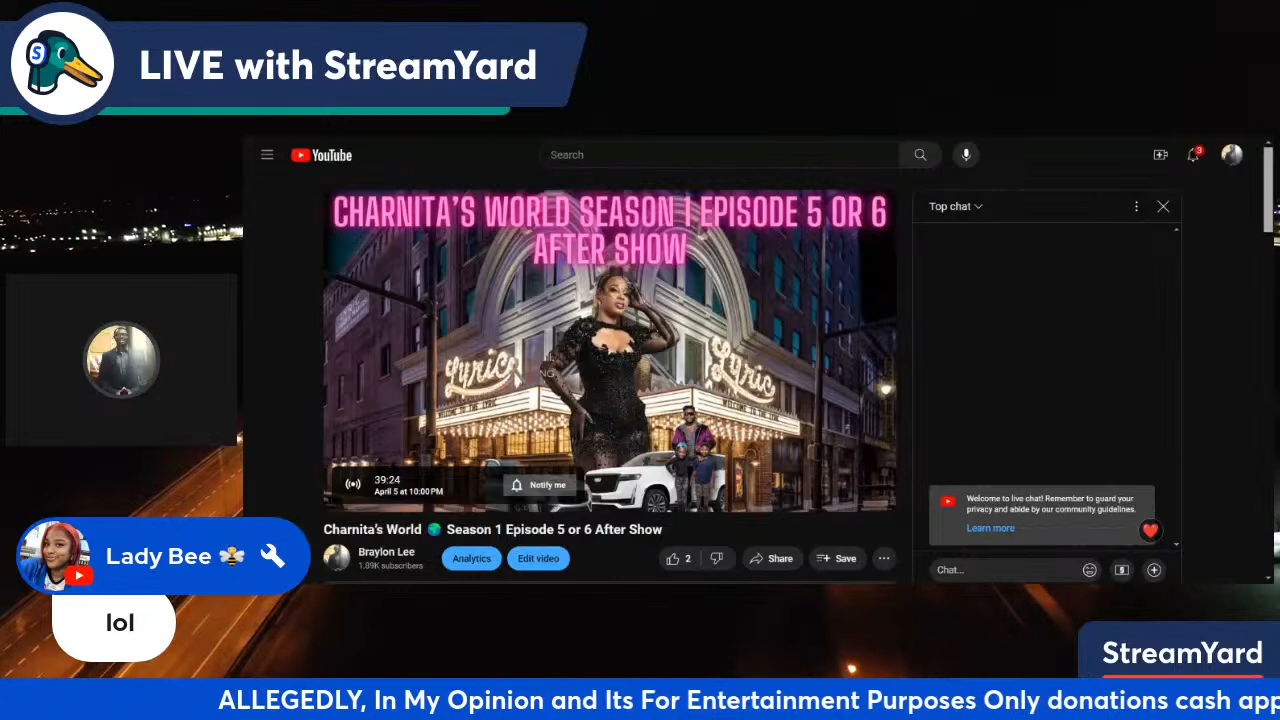 LIVE with StreamYard
YouTube
Search
3
CHARNITA'S WORLD SEASON 1 EPISODE 5 OR 6
AFTER SHOW
Top chat
Lyric
Lyric
39:24
April 5 at 10:00PM
Notify me
Charnita's World 🌍 Season 1 Episode 5 or 6 After Show
Braylon Lee
1.89K subscribers
Analytics
Edit video
2
Share
Save
Welcome to live chat! Remember to guard your
privacy and abide by our community guidelines.
Learn more
Chat...
Lady Bee 🐝
lol
StreamYard
ALLEGEDLY, In My Opinion and Its For Entertainment Purposes Only donations cash app